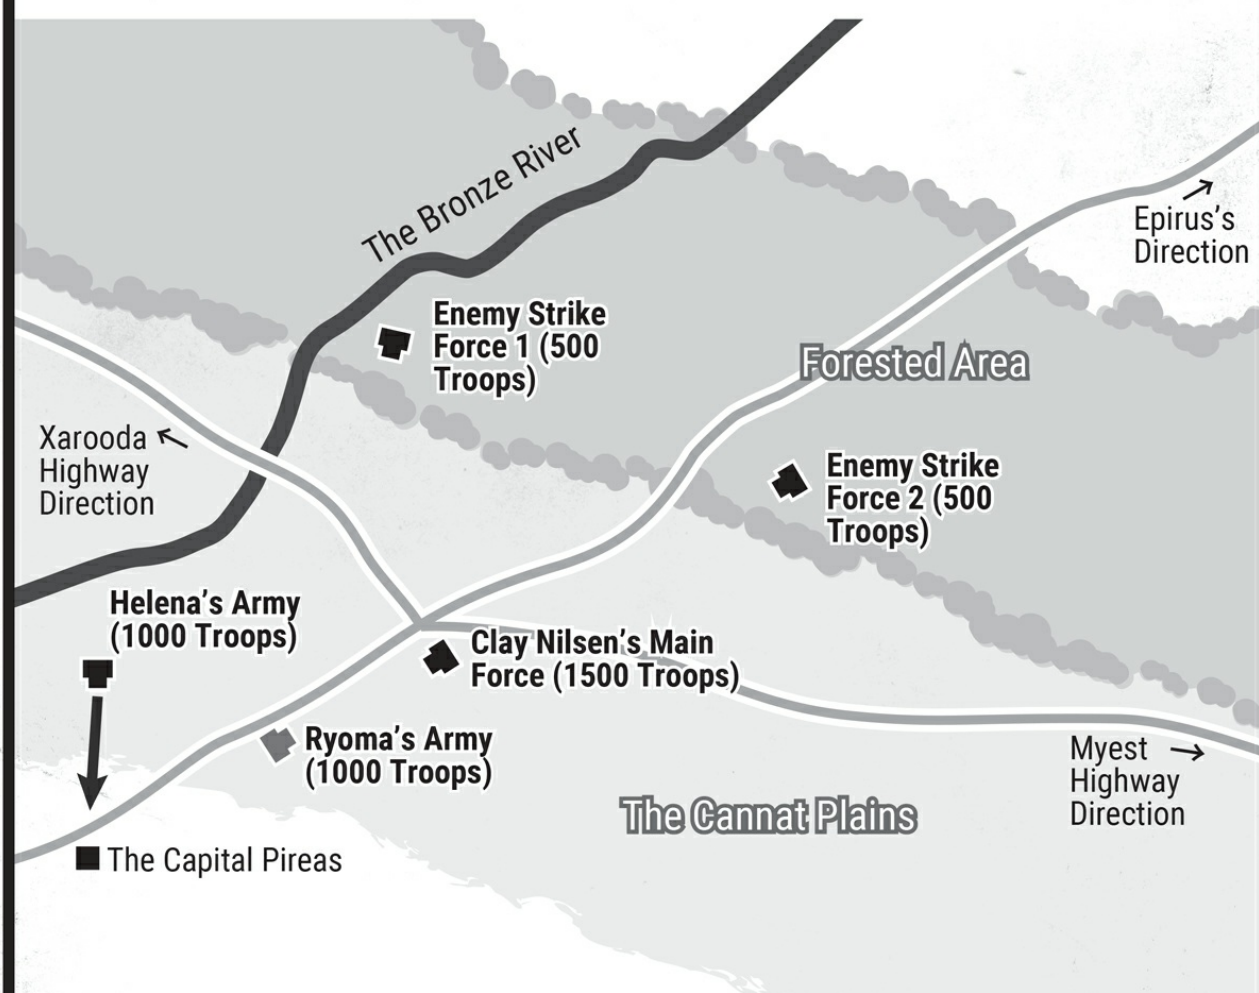 The Bronze River
Epirus's
Direction
Enemy Strike
Force 1 (500
Troops)
Forested Area
Xarooda
Highway
Direction
Enemy Strike
Force 2 (500
Troops)
Helena's Army
(1000 Troops)
Clay Nilsen's Main
Force (1500 Troops)
Ryoma's Army
(1000 Troops)
Myest
Highway
Direction
The Cannat Plains
The Capital Pireas